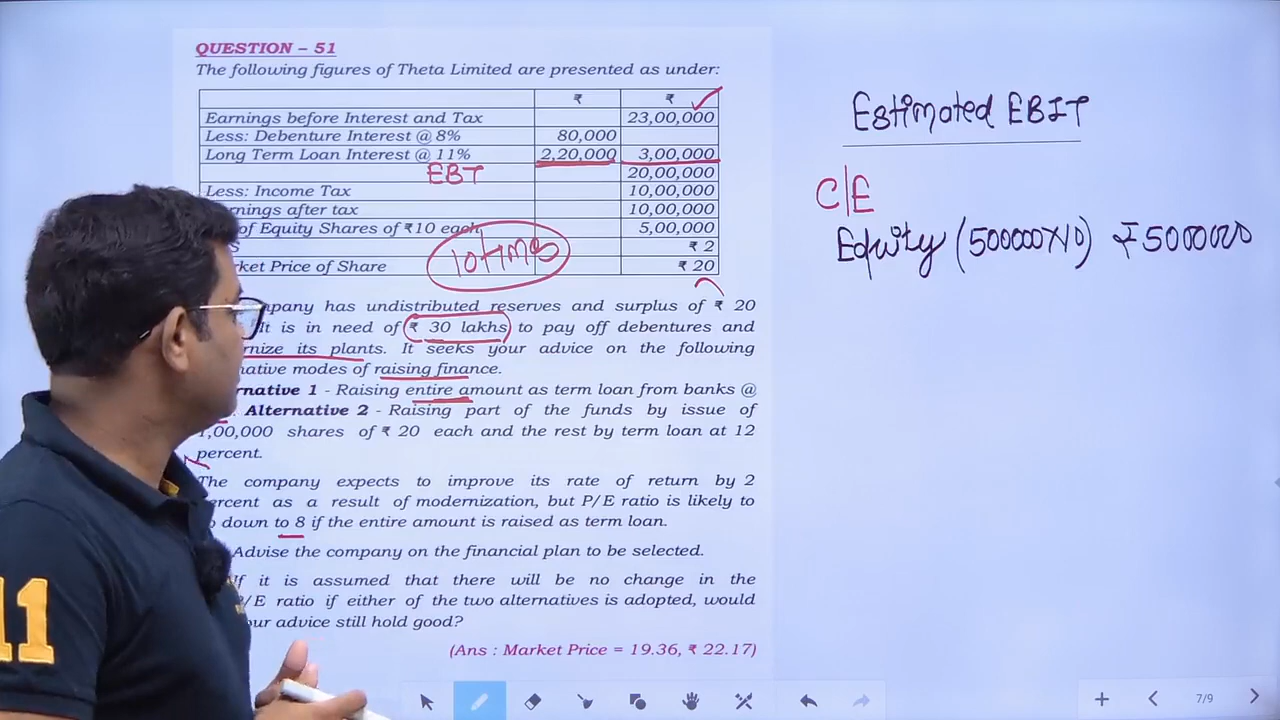 QUESTION – 51
The following figures of Theta Limited are presented as under:
₹ ₹
Earnings before Interest and Tax 23,00,000
Less: Debenture Interest @ 8% 80,000
Long Term Loan Interest @ 11% 2,20,000 3,00,000
EBT 20,00,000
Less: Income Tax 10,00,000
rnings after tax 10,00,000
of Equity Shares of ₹10 each 5,00,000
₹ 2
10 times
ket Price of Share ₹ 20
pany has undistributed reserves and surplus of ₹ 20
It is in need of ₹ 30 lakhs to pay off debentures and
rnize its plants. It seeks your advice on the following
native modes of raising finance.
rnative 1 - Raising entire amount as term loan from banks @
Alternative 2 - Raising part of the funds by issue of
1,00,000 shares of ₹ 20 each and the rest by term loan at 12
percent.
The company expects to improve its rate of return by 2
ercent as a result of modernization, but P/E ratio is likely to
down to 8 if the entire amount is raised as term loan.
Advise the company on the financial plan to be selected.
If it is assumed that there will be no change in the
/E ratio if either of the two alternatives is adopted, would
our advice still hold good?
(Ans : Market Price = 19.36, ₹ 22.17)
Estimated EBIT
C/E
Equity (500000×10) ₹5000000
11
7/9